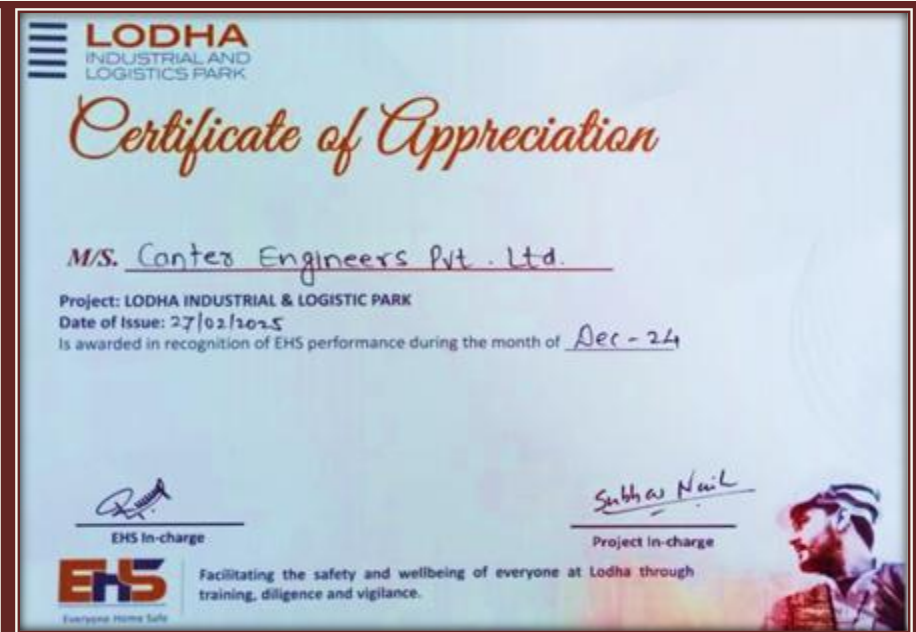 LODHA
INDUSTRIAL AND
LOGISTICS PARK
Certificate of Appreciation
M/S. Canter Engineers Pvt. Ltd.
Project: LODHA INDUSTRIAL & LOGISTIC PARK
Date of Issue: 27/02/2025
Is awarded in recognition of EHS performance during the month of Dec - 24
EHS In-charge
Project In-charge
EHS
Everyone Home Safe
Facilitating the safety and wellbeing of everyone at Lodha through
training, diligence and vigilance.